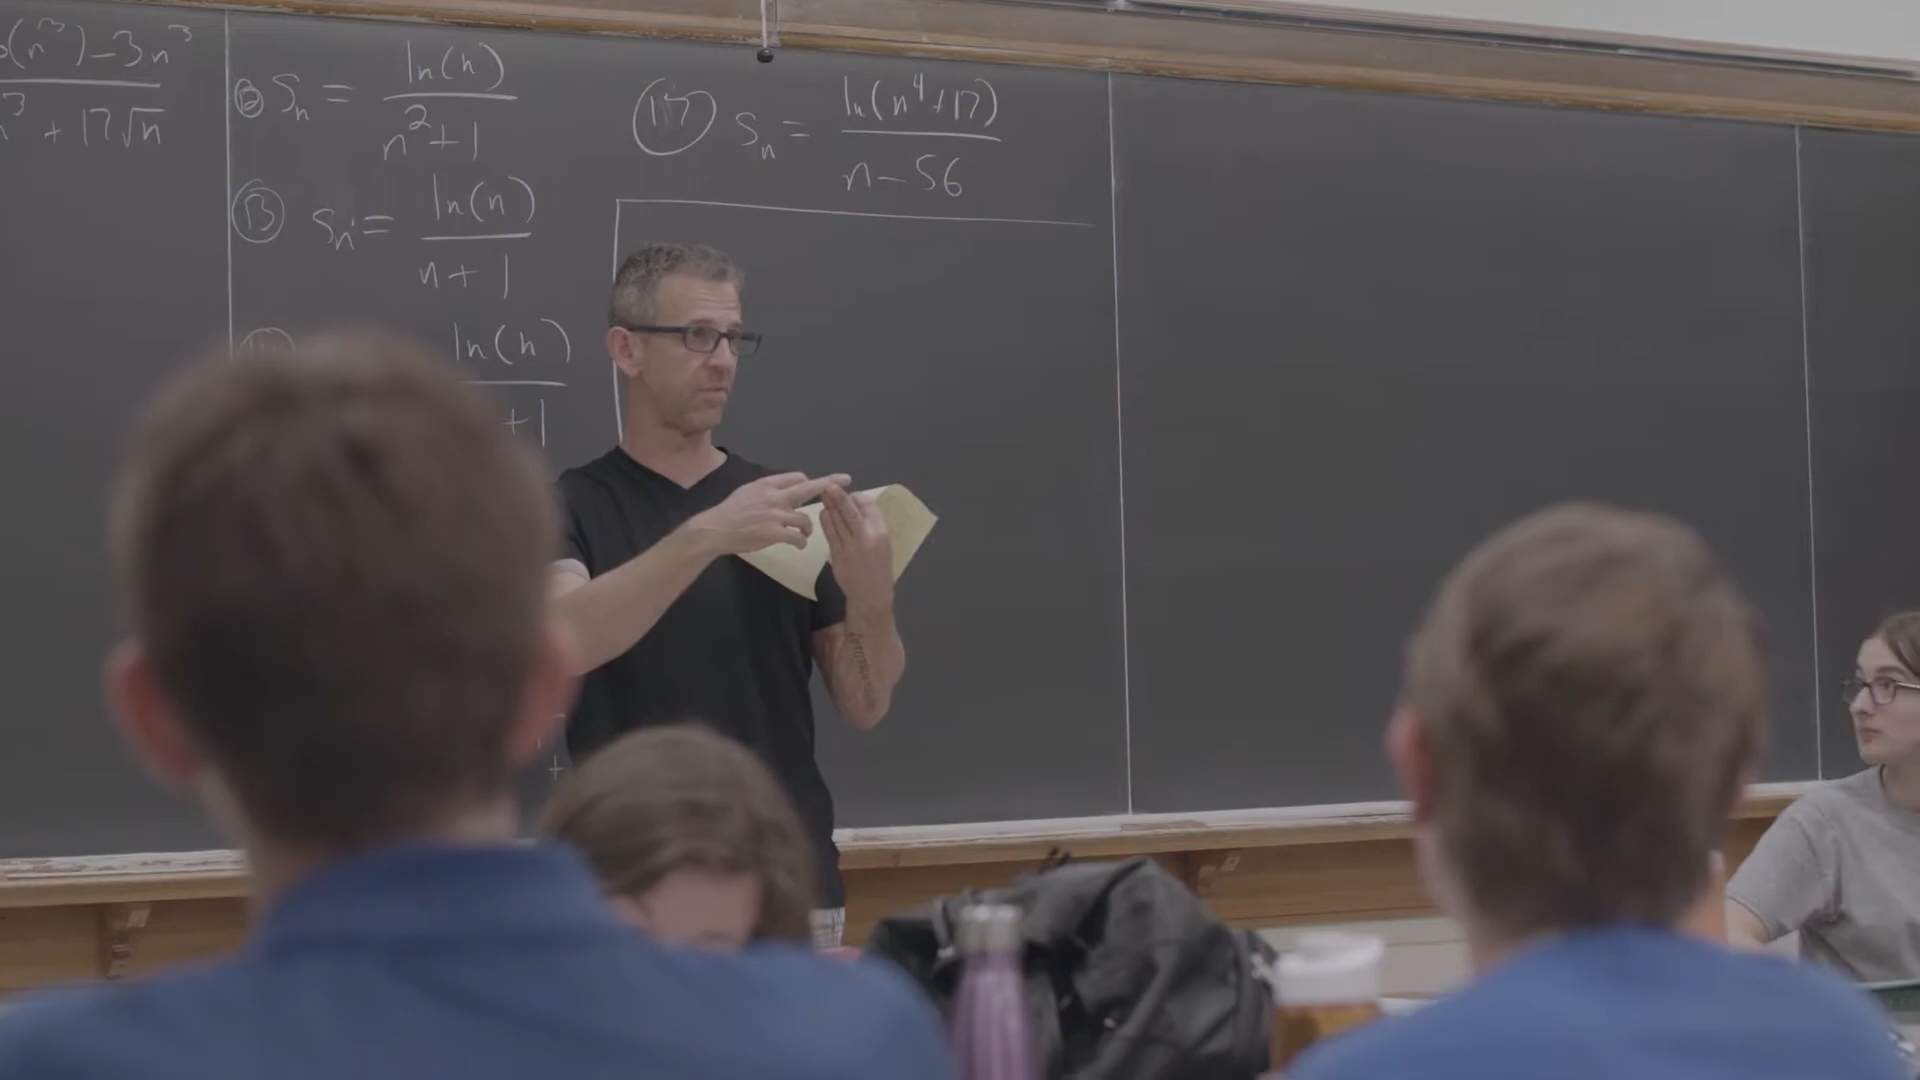 (n³)-3n³
³ + 17√n
⑫ Sₙ = ln(n)
n²+1
⑬ Sₙ = ln(n)
n+1
ln(n)
+1
⑰ Sₙ = ln(n⁴+17)
n-56